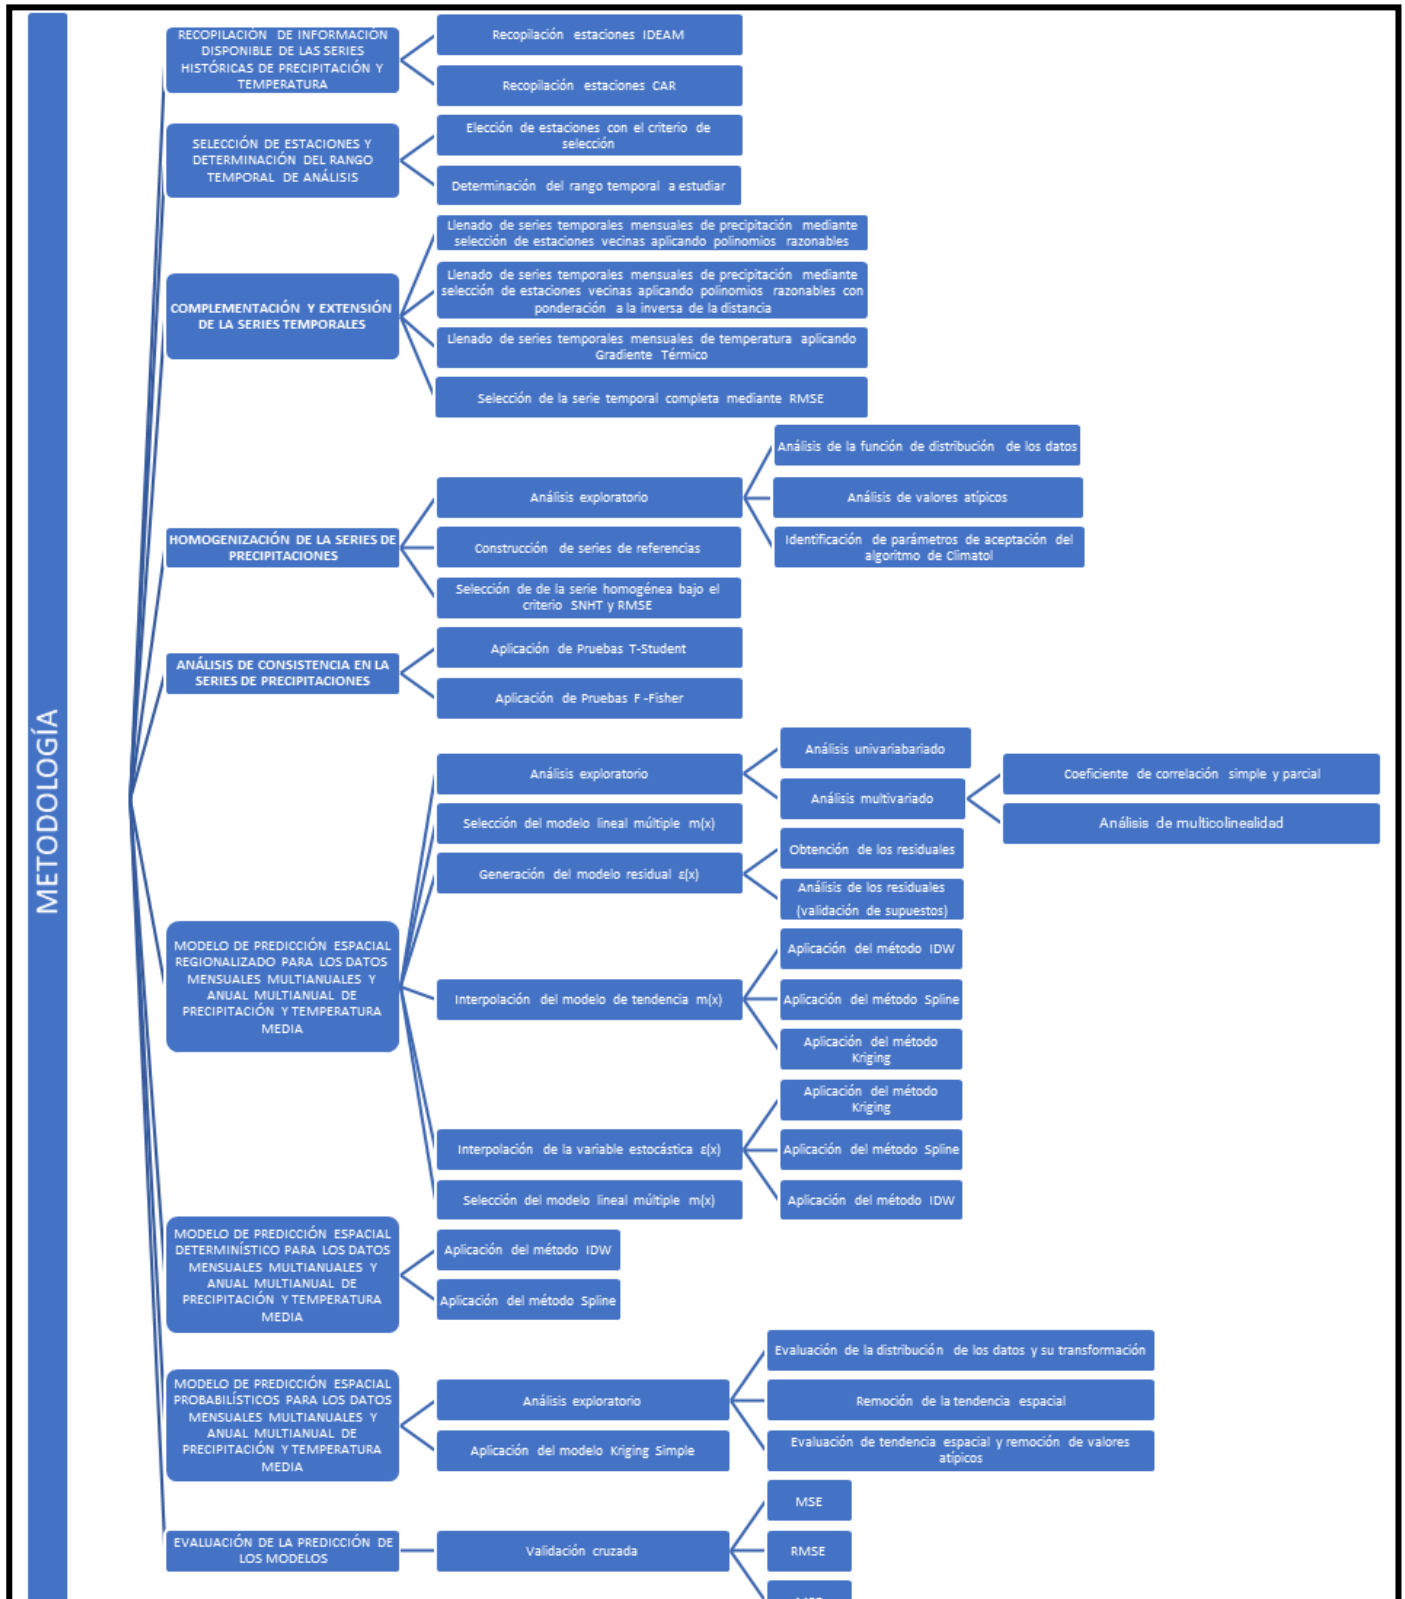 METODOLOGÍA
RECOPILACIÓN DE INFORMACIÓN
DISPONIBLE DE LAS SERIES
HISTÓRICAS DE PRECIPITACIÓN Y
TEMPERATURA
Recopilación estaciones IDEAM
Recopilación estaciones CAR
SELECCIÓN DE ESTACIONES Y
DETERMINACIÓN DEL RANGO
TEMPORAL DE ANÁLISIS
Elección de estaciones con el criterio de
selección
Determinación del rango temporal a estudiar
COMPLEMENTACIÓN Y EXTENSIÓN
DE LA SERIES TEMPORALES
Llenado de series temporales mensuales de precipitación mediante
selección de estaciones vecinas aplicando polinomios razonables
Llenado de series temporales mensuales de precipitación mediante
selección de estaciones vecinas aplicando polinomios razonables con
ponderación a la inversa de la distancia
Llenado de series temporales mensuales de temperatura aplicando
Gradiente Térmico
Selección de la serie temporal completa mediante RMSE
HOMOGENIZACIÓN DE LA SERIES DE
PRECIPITACIONES
Análisis exploratorio
Análisis de la función de distribución de los datos
Análisis de valores atípicos
Identificación de parámetros de aceptación del
algoritmo de Climatol
Construcción de series de referencias
Selección de de la serie homogénea bajo el
criterio SNHT y RMSE
ANÁLISIS DE CONSISTENCIA EN LA
SERIES DE PRECIPITACIONES
Aplicación de Pruebas T-Student
Aplicación de Pruebas F -Fisher
MODELO DE PREDICCIÓN ESPACIAL
REGIONALIZADO PARA LOS DATOS
MENSUALES MULTIANUALES Y
ANUAL MULTIANUAL DE
PRECIPITACIÓN Y TEMPERATURA
MEDIA
Análisis exploratorio
Análisis univariabariado
Análisis multivariado
Coeficiente de correlación simple y parcial
Análisis de multicolinealidad
Selección del modelo lineal múltiple m(x)
Generación del modelo residual ε(x)
Obtención de los residuales
Análisis de los residuales
(validación de supuestos)
Interpolación del modelo de tendencia m(x)
Aplicación del método IDW
Aplicación del método Spline
Aplicación del método
Kriging
Interpolación de la variable estocástica ε(x)
Aplicación del método
Kriging
Aplicación del método Spline
Aplicación del método IDW
Selección del modelo lineal múltiple m(x)
MODELO DE PREDICCIÓN ESPACIAL
DETERMINÍSTICO PARA LOS DATOS
MENSUALES MULTIANUALES Y
ANUAL MULTIANUAL DE
PRECIPITACIÓN Y TEMPERATURA
MEDIA
Aplicación del método IDW
Aplicación del método Spline
MODELO DE PREDICCIÓN ESPACIAL
PROBABILÍSTICOS PARA LOS DATOS
MENSUALES MULTIANUALES Y
ANUAL MULTIANUAL DE
PRECIPITACIÓN Y TEMPERATURA
MEDIA
Análisis exploratorio
Evaluación de la distribución de los datos y su transformación
Remoción de la tendencia espacial
Evaluación de tendencia espacial y remoción de valores
atípicos
Aplicación del modelo Kriging Simple
EVALUACIÓN DE LA PREDICCIÓN DE
LOS MODELOS
Validación cruzada
MSE
RMSE